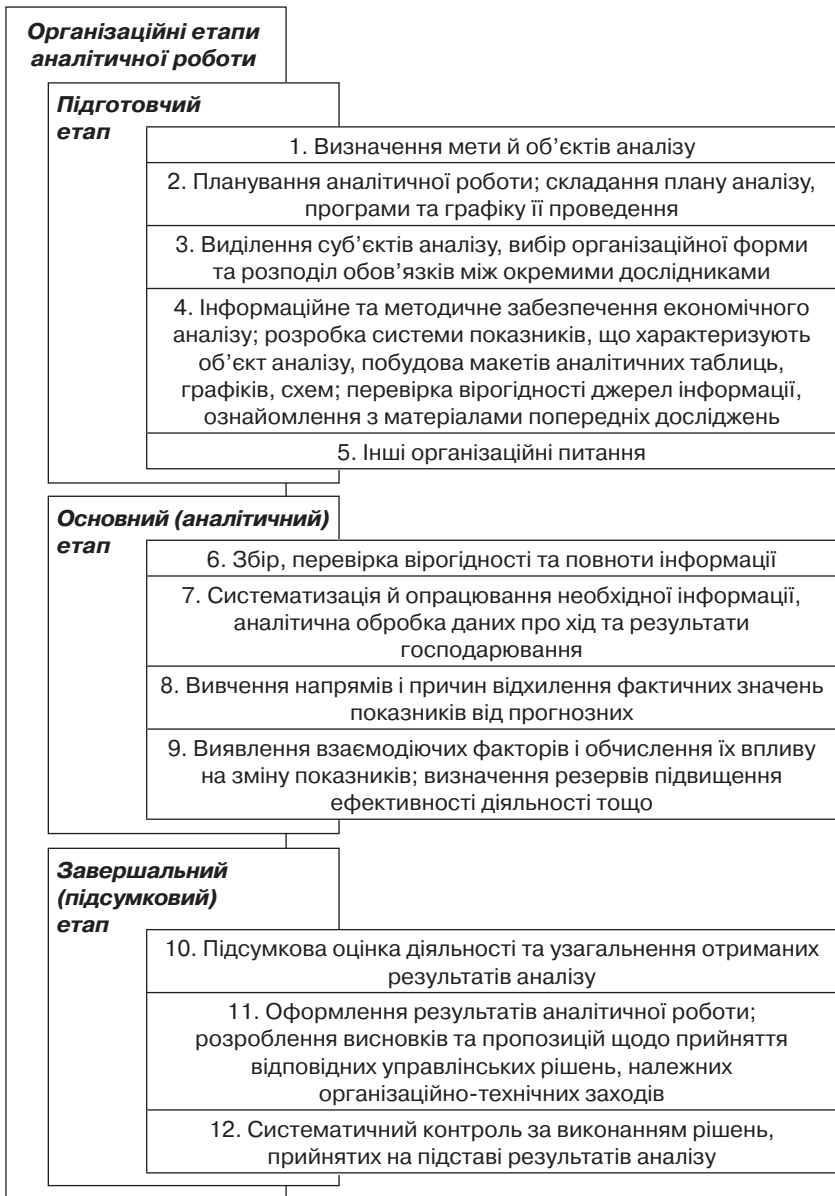 Організаційні етапи
аналітичної роботи
Підготовчий
етап
1. Визначення мети й об’єктів аналізу
2. Планування аналітичної роботи; складання плану аналізу,
програми та графіку її проведення
3. Виділення суб’єктів аналізу, вибір організаційної форми
та розподіл обов’язків між окремими дослідниками
4. Інформаційне та методичне забезпечення економічного
аналізу; розробка системи показників, що характеризують
об’єкт аналізу, побудова макетів аналітичних таблиць,
графіків, схем; перевірка вірогідності джерел інформації,
ознайомлення з матеріалами попередніх досліджень
5. Інші організаційні питання
Основний (аналітичний)
етап
6. Збір, перевірка вірогідності та повноти інформації
7. Систематизація й опрацювання необхідної інформації,
аналітична обробка даних про хід та результати
господарювання
8. Вивчення напрямів і причин відхилення фактичних значень
показників від прогнозних
9. Виявлення взаємодіючих факторів і обчислення їх впливу
на зміну показників; визначення резервів підвищення
ефективності діяльності тощо
Завершальний
(підсумковий)
етап
10. Підсумкова оцінка діяльності та узагальнення отриманих
результатів аналізу
11. Оформлення результатів аналітичної роботи;
розроблення висновків та пропозицій щодо прийняття
відповідних управлінських рішень, належних
організаційно-технічних заходів
12. Систематичний контроль за виконанням рішень,
прийнятих на підставі результатів аналізу